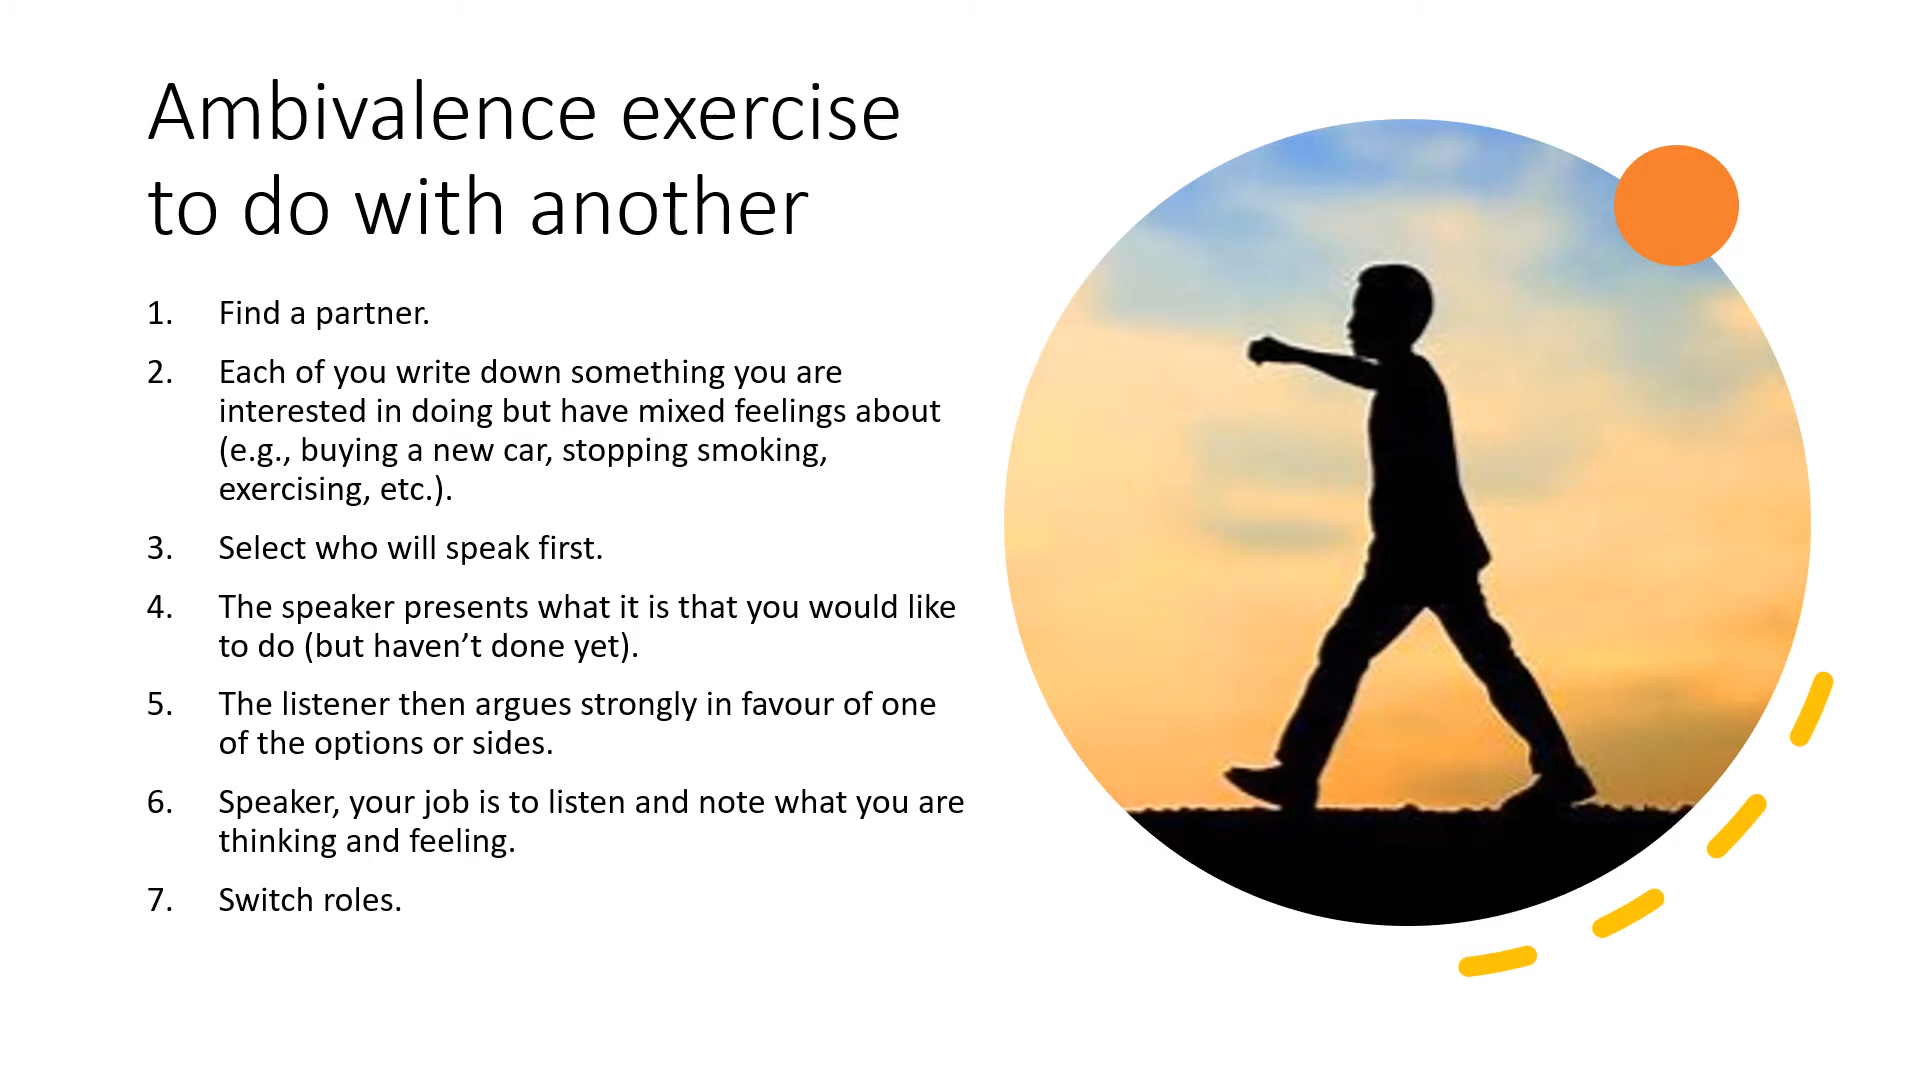 Ambivalence exercise
to do with another
1. Find a partner.
2. Each of you write down something you are
interested in doing but have mixed feelings about
(e.g., buying a new car, stopping smoking,
exercising, etc.).
3. Select who will speak first.
4. The speaker presents what it is that you would like
to do (but haven’t done yet).
5. The listener then argues strongly in favour of one
of the options or sides.
6. Speaker, your job is to listen and note what you are
thinking and feeling.
7. Switch roles.